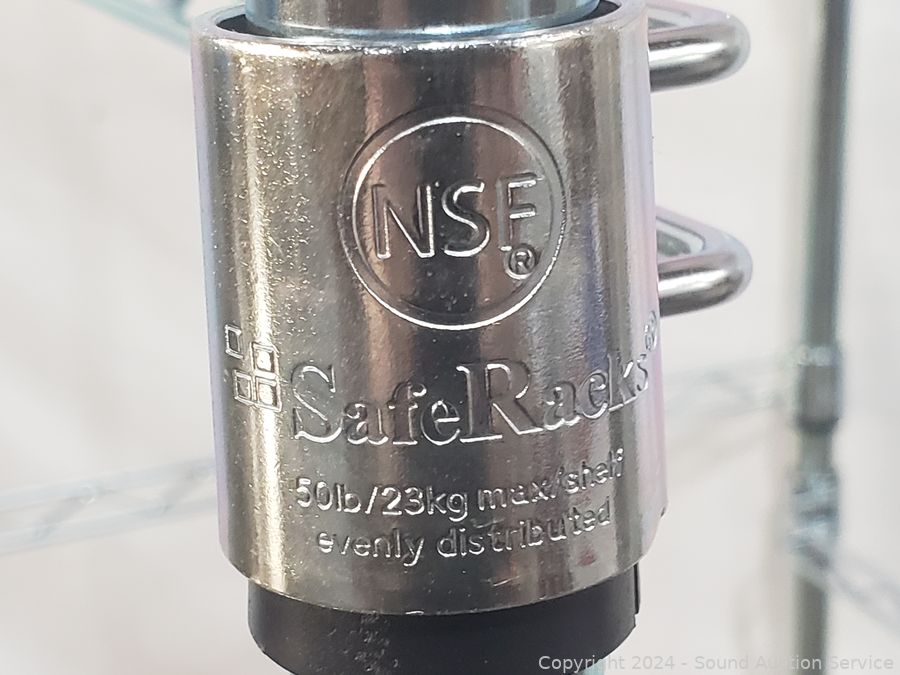 NSF
®
SafeRacks®
50lb/23kg max/shelf
evenly distributed
Copyright 2024 - Sound Auction Service